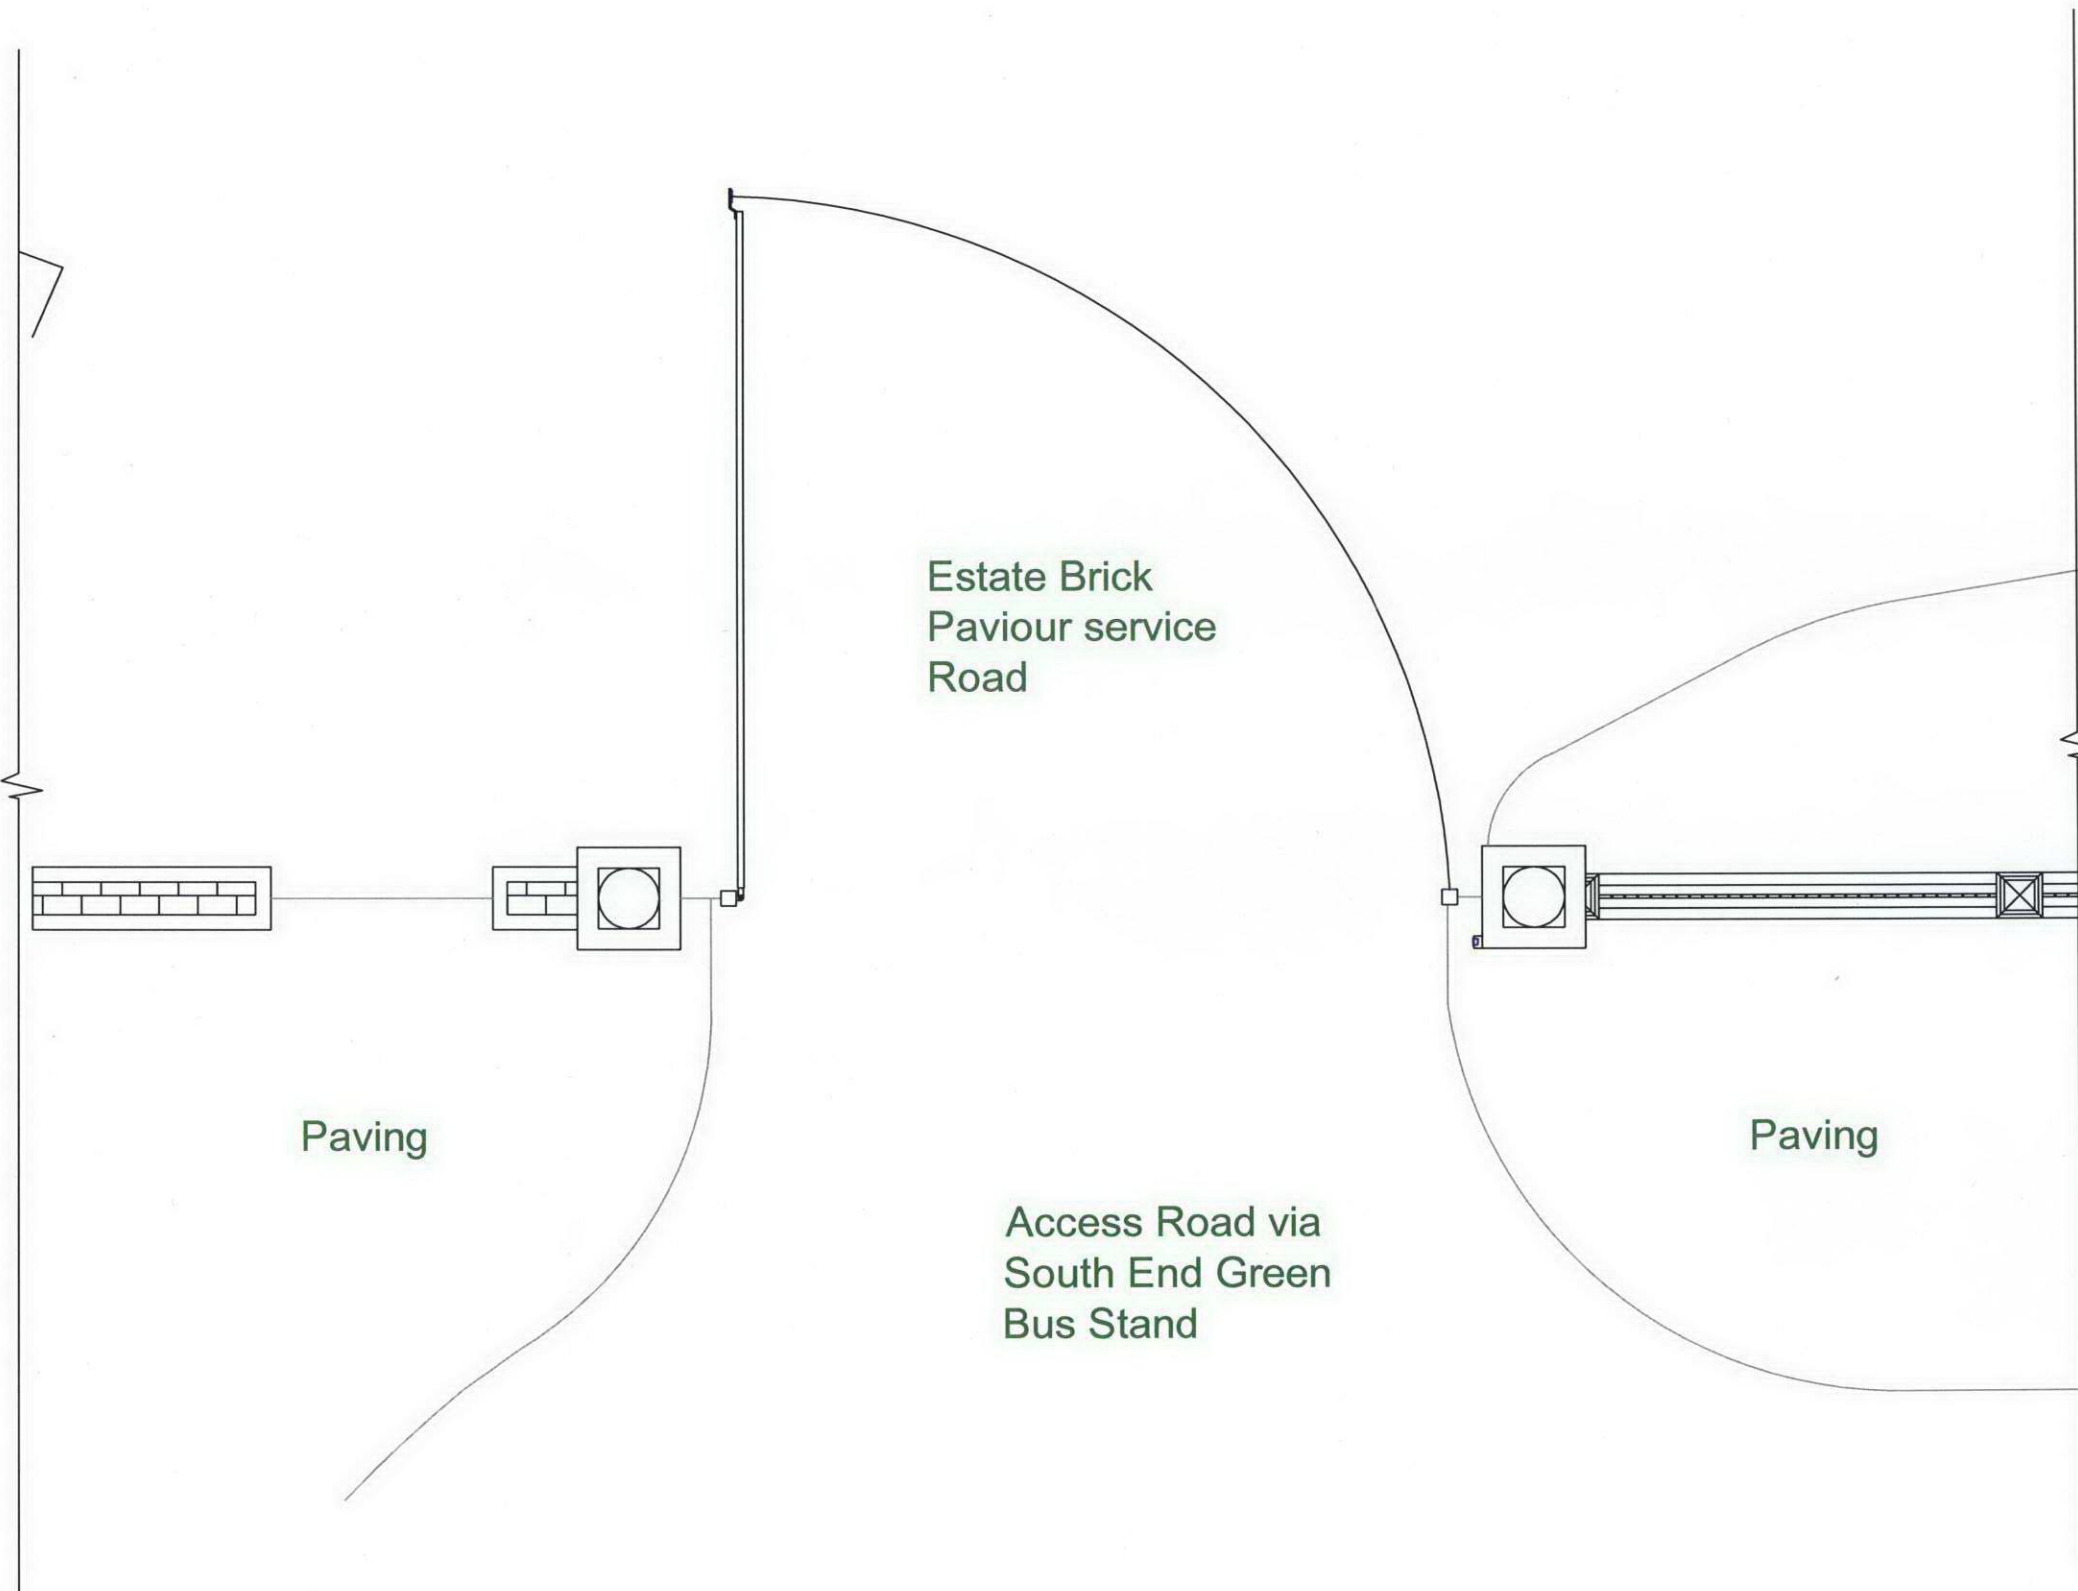 Estate Brick
Paviour service
Road
Paving
Paving
Access Road via
South End Green
Bus Stand